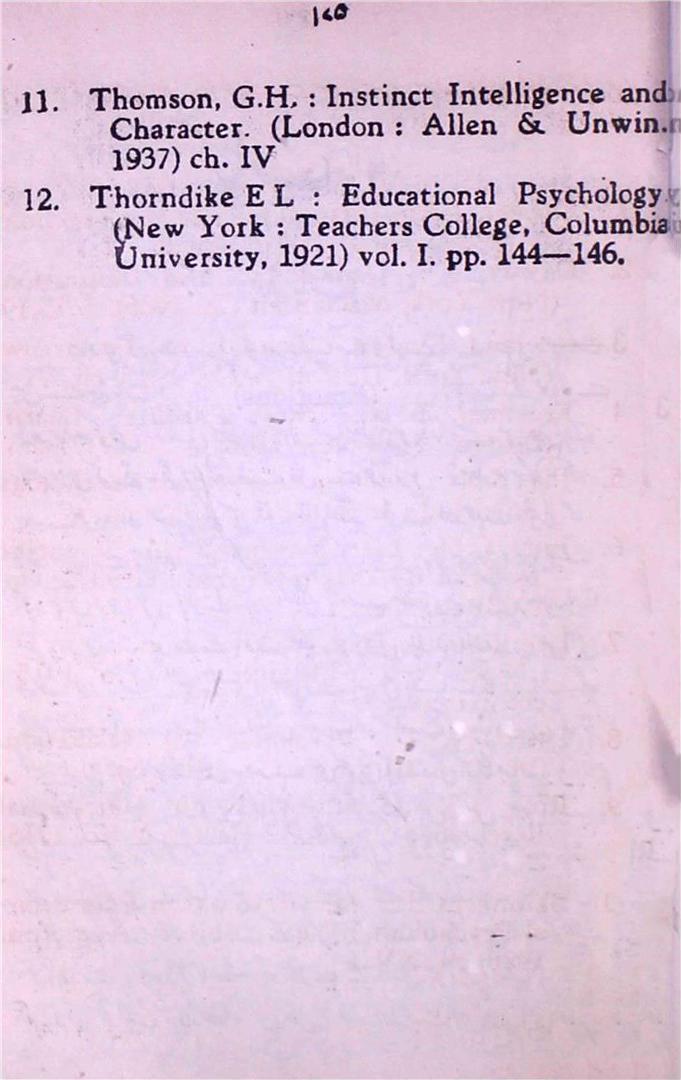 160
11. Thomson, G.H. : Instinct Intelligence and
Character. (London : Allen & Unwin.
1937) ch. IV
12. Thorndike E L : Educational Psychology
(New York : Teachers College, Columbia
University, 1921) vol. I. pp. 144—146.